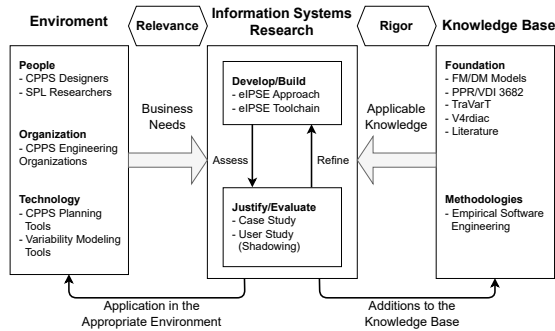 Enviroment
Relevance
Information Systems
Research
Rigor
Knowledge Base
People
- CPPS Designers
- SPL Researchers
Organization
- CPPS Engineering
Organizations
Technology
- CPPS Planning
Tools
- Variability Modeling
Tools
Business
Needs
Develop/Build
- eIPSE Approach
- eIPSE Toolchain
Assess
Refine
Justify/Evaluate
- Case Study
- User Study
(Shadowing)
Applicable
Knowledge
Foundation
- FM/DM Models
- PPR/VDI 3682
- TraVarT
- V4rdiac
- Literature
Methodologies
- Empirical Software
Engineering
Application in the
Appropriate Environment
Additions to the
Knowledge Base